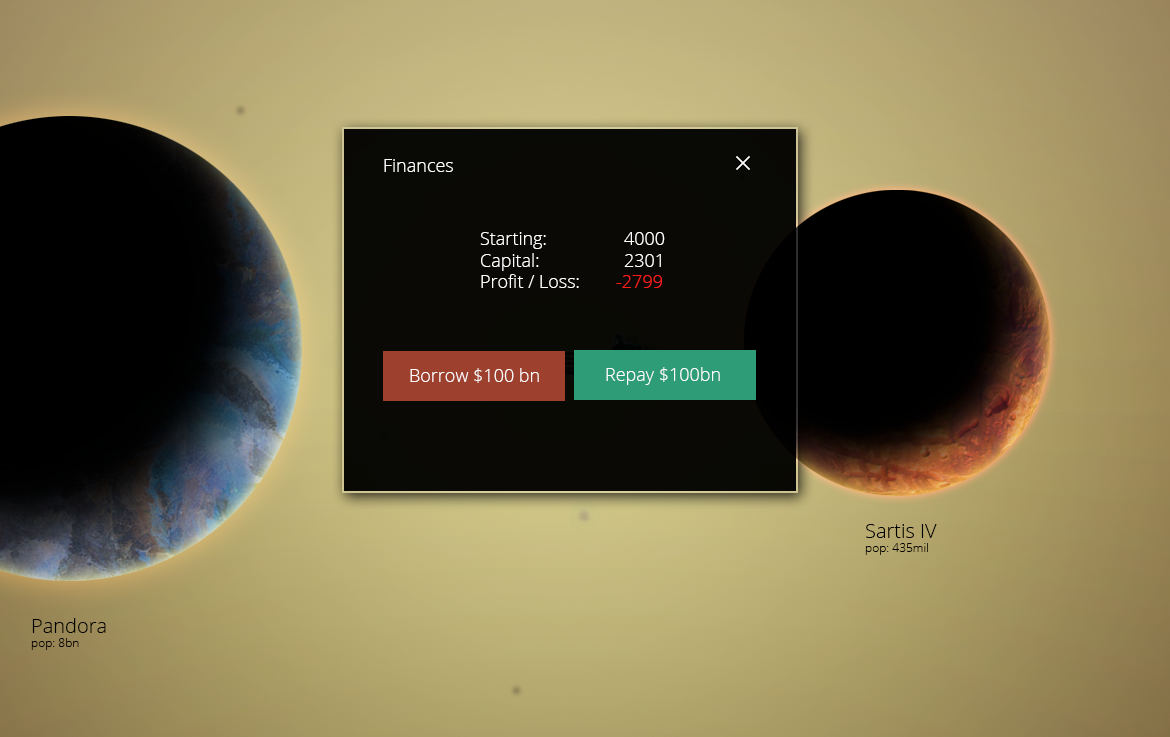 Finances
Starting: 4000
Capital: 2301
Profit / Loss: -2799
Borrow $100 bn
Repay $100bn
Sartis IV
pop: 435mil
Pandora
pop: 8bn